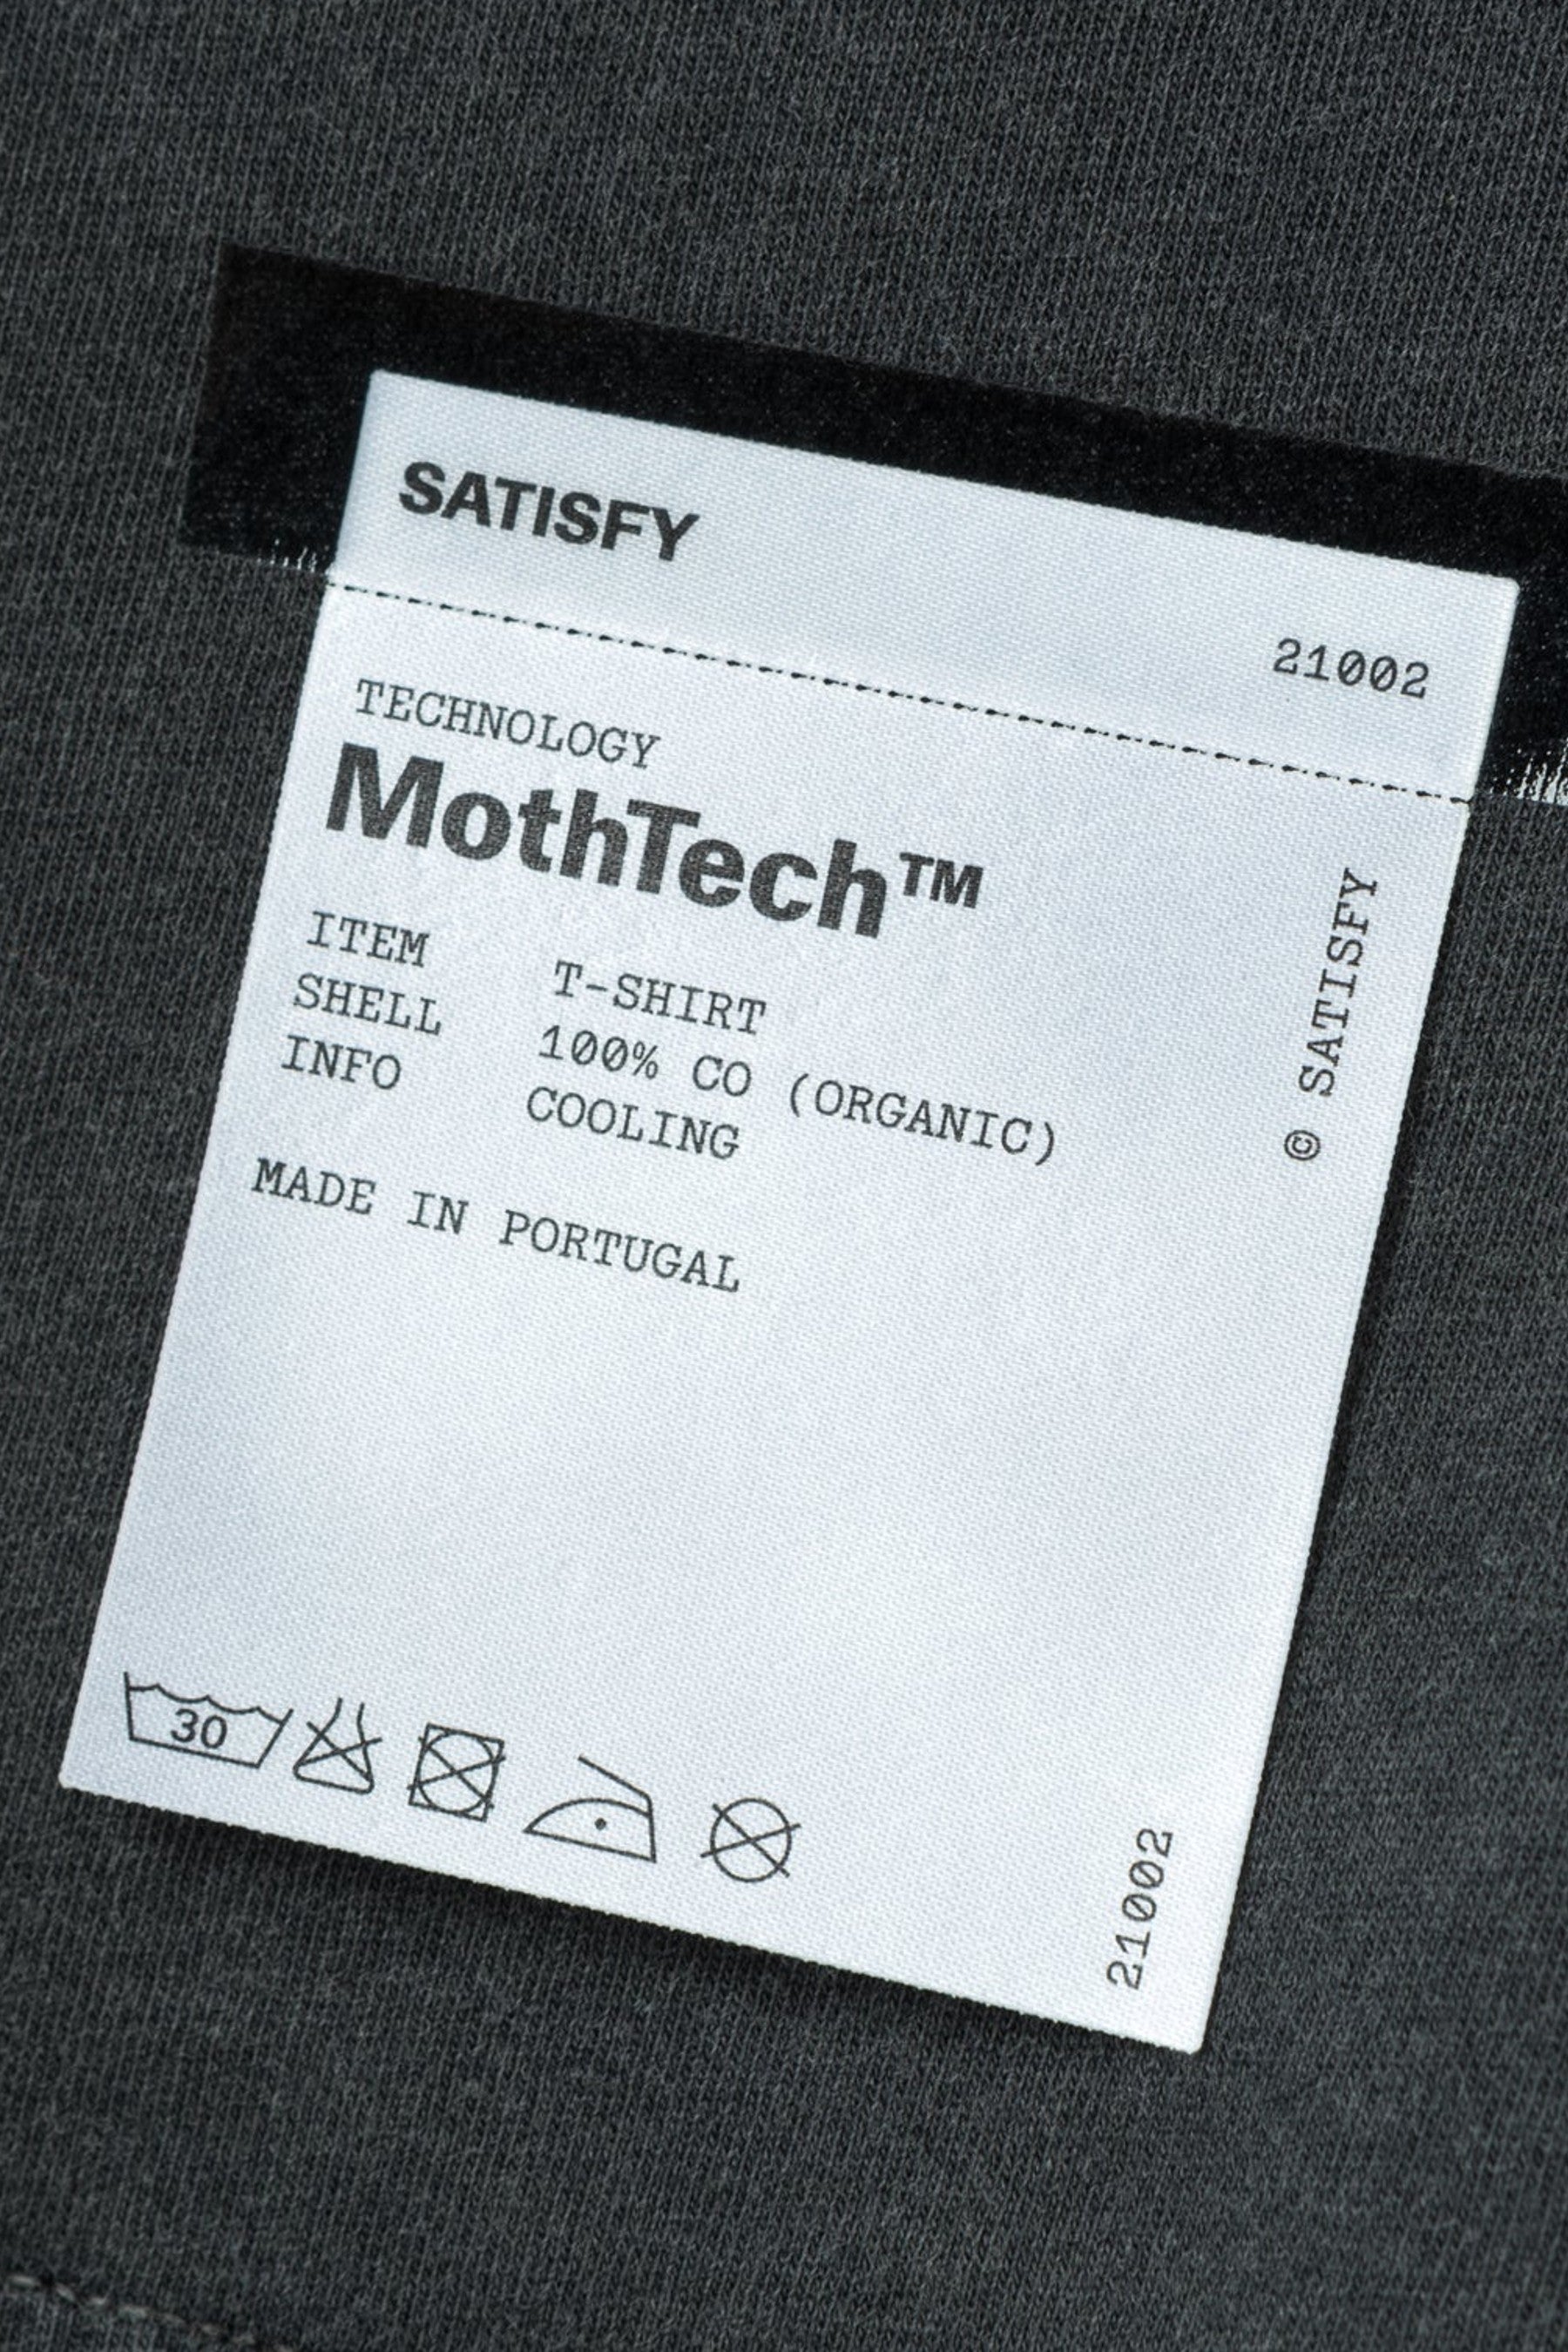 SATISFY
21002
TECHNOLOGY
MothTech™
ITEM T-SHIRT
SHELL 100% CO (ORGANIC)
INFO COOLING
MADE IN PORTUGAL
© SATISFY
30
21002